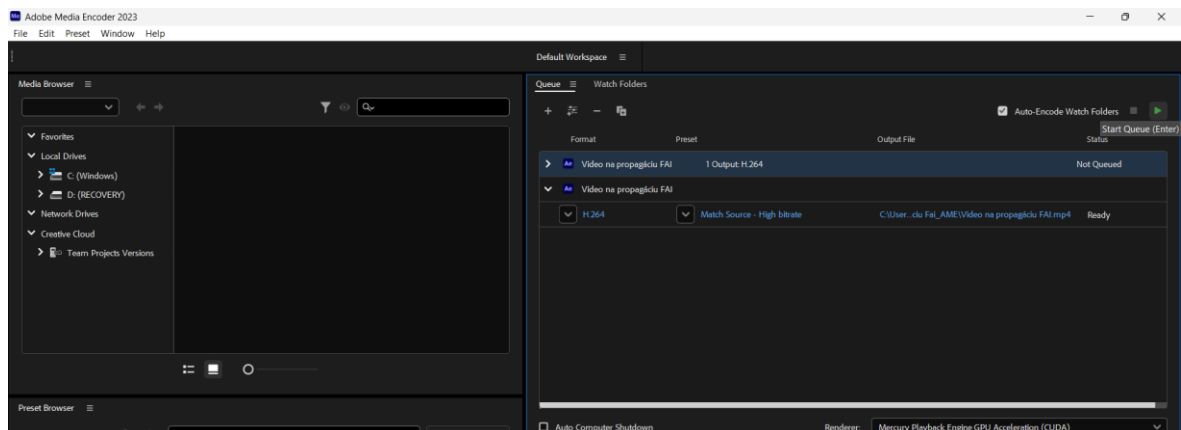 Me Adobe Media Encoder 2023
File Edit Preset Window Help
Default Workspace
Media Browser
Favorites
Local Drives
C: (Windows)
D: (RECOVERY)
Network Drives
Creative Cloud
Team Projects Versions
Preset Browser
Queue Watch Folders
Auto-Encode Watch Folders
Start Queue (Enter)
Format Preset Output File Status
Ae Video na propagáciu FAI 1 Output: H.264 Not Queued
Ae Video na propagáciu FAI
H.264 Match Source - High bitrate C:\User...ciu Fai_AME\Video na propagáciu FAI.mp4 Ready
Auto Computer Shutdown Renderer: Mercury Playback Engine GPU Acceleration (CUDA)